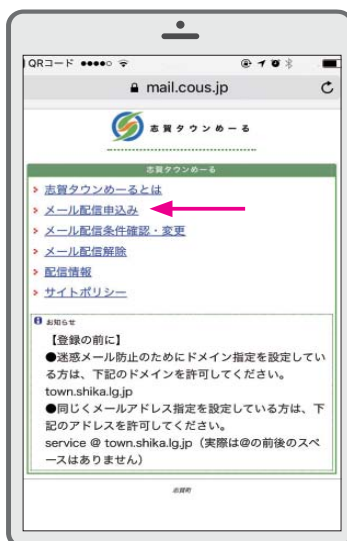 QRコード
mail.cous.jp
志賀タウンめーる
志賀タウンめーる
志賀タウンめーるとは
メール配信申込み
メール配信条件確認・変更
メール配信解除
配信情報
サイトポリシー
お知らせ
【登録の前に】
●迷惑メール防止のためにドメイン指定を設定してい
る方は、下記のドメインを許可してください。
town.shika.lg.jp
●同じくメールアドレス指定を設定している方は、下
記のアドレスを許可してください。
service @ town.shika.lg.jp（実際は@の前後のスペ
ースはありません）
志賀町